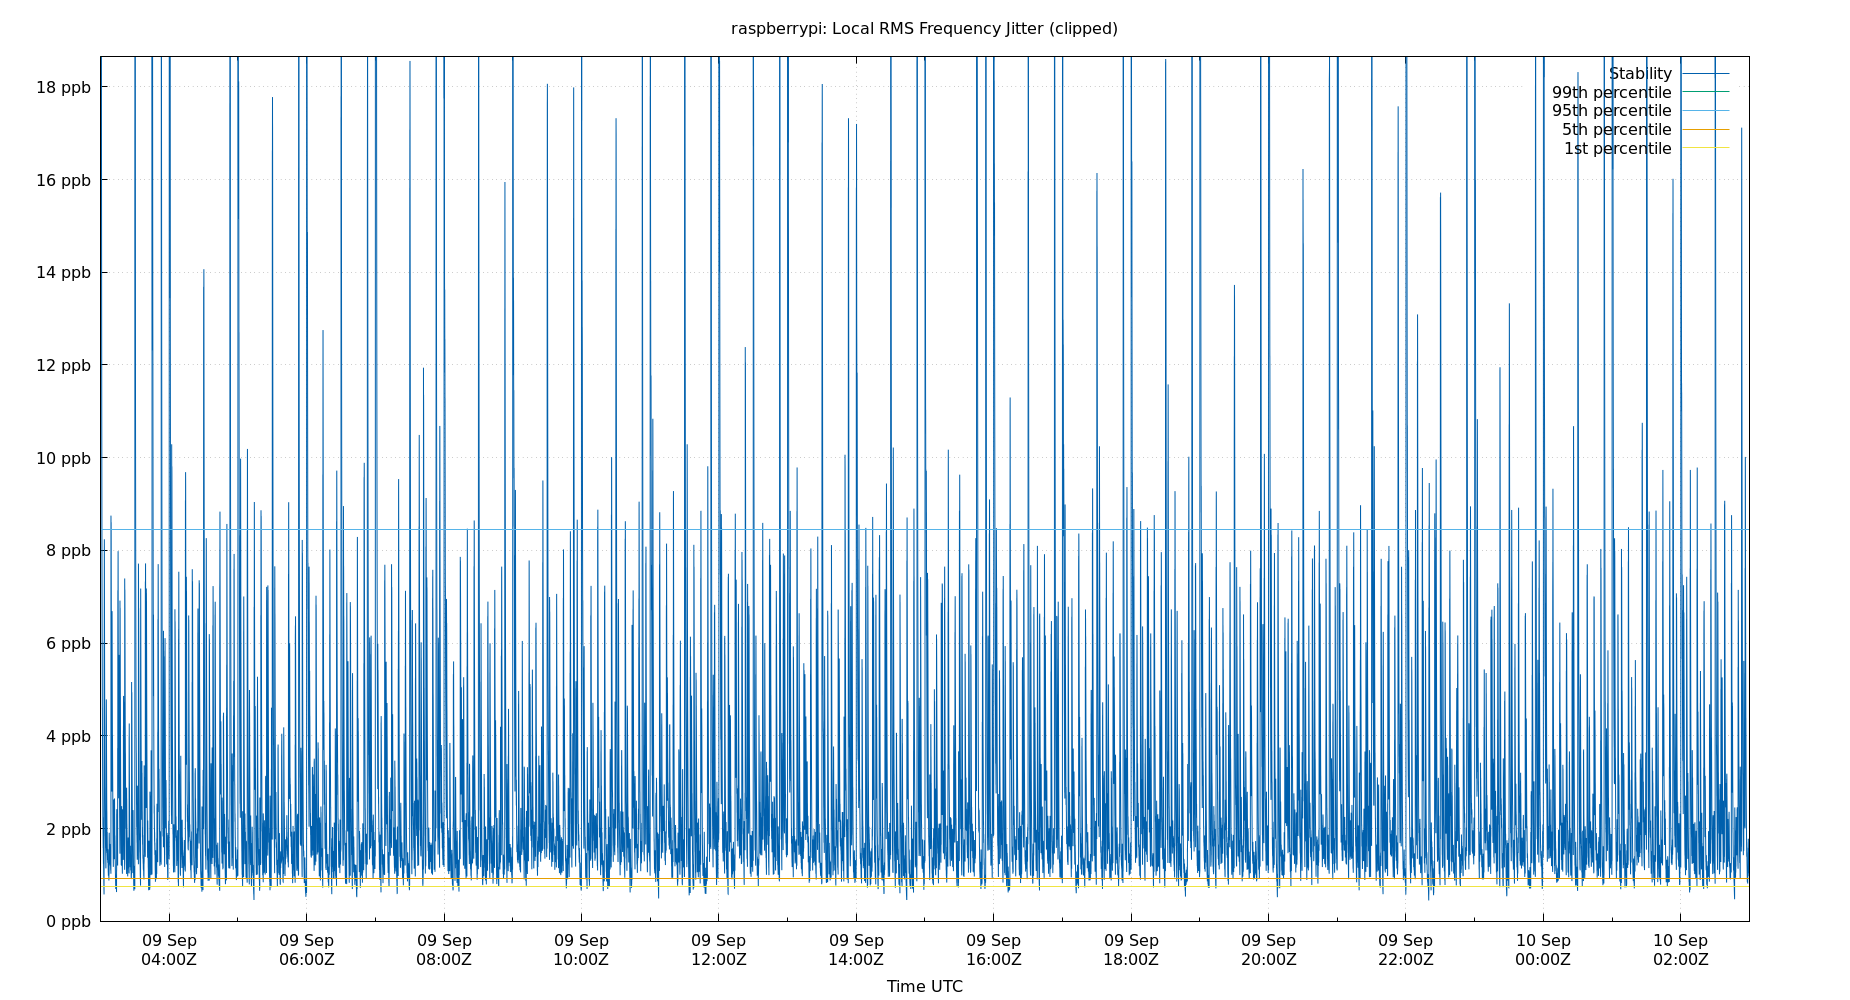 raspberrypi: Local RMS Frequency Jitter (clipped)
Stability
99th percentile
95th percentile
5th percentile
1st percentile
18 ppb
16 ppb
14 ppb
12 ppb
10 ppb
8 ppb
6 ppb
4 ppb
2 ppb
0 ppb
09 Sep 09 Sep 09 Sep 09 Sep 09 Sep 09 Sep 09 Sep 09 Sep 09 Sep 09 Sep 10 Sep 10 Sep
04:00Z 06:00Z 08:00Z 10:00Z 12:00Z 14:00Z 16:00Z 18:00Z 20:00Z 22:00Z 00:00Z 02:00Z
Time UTC